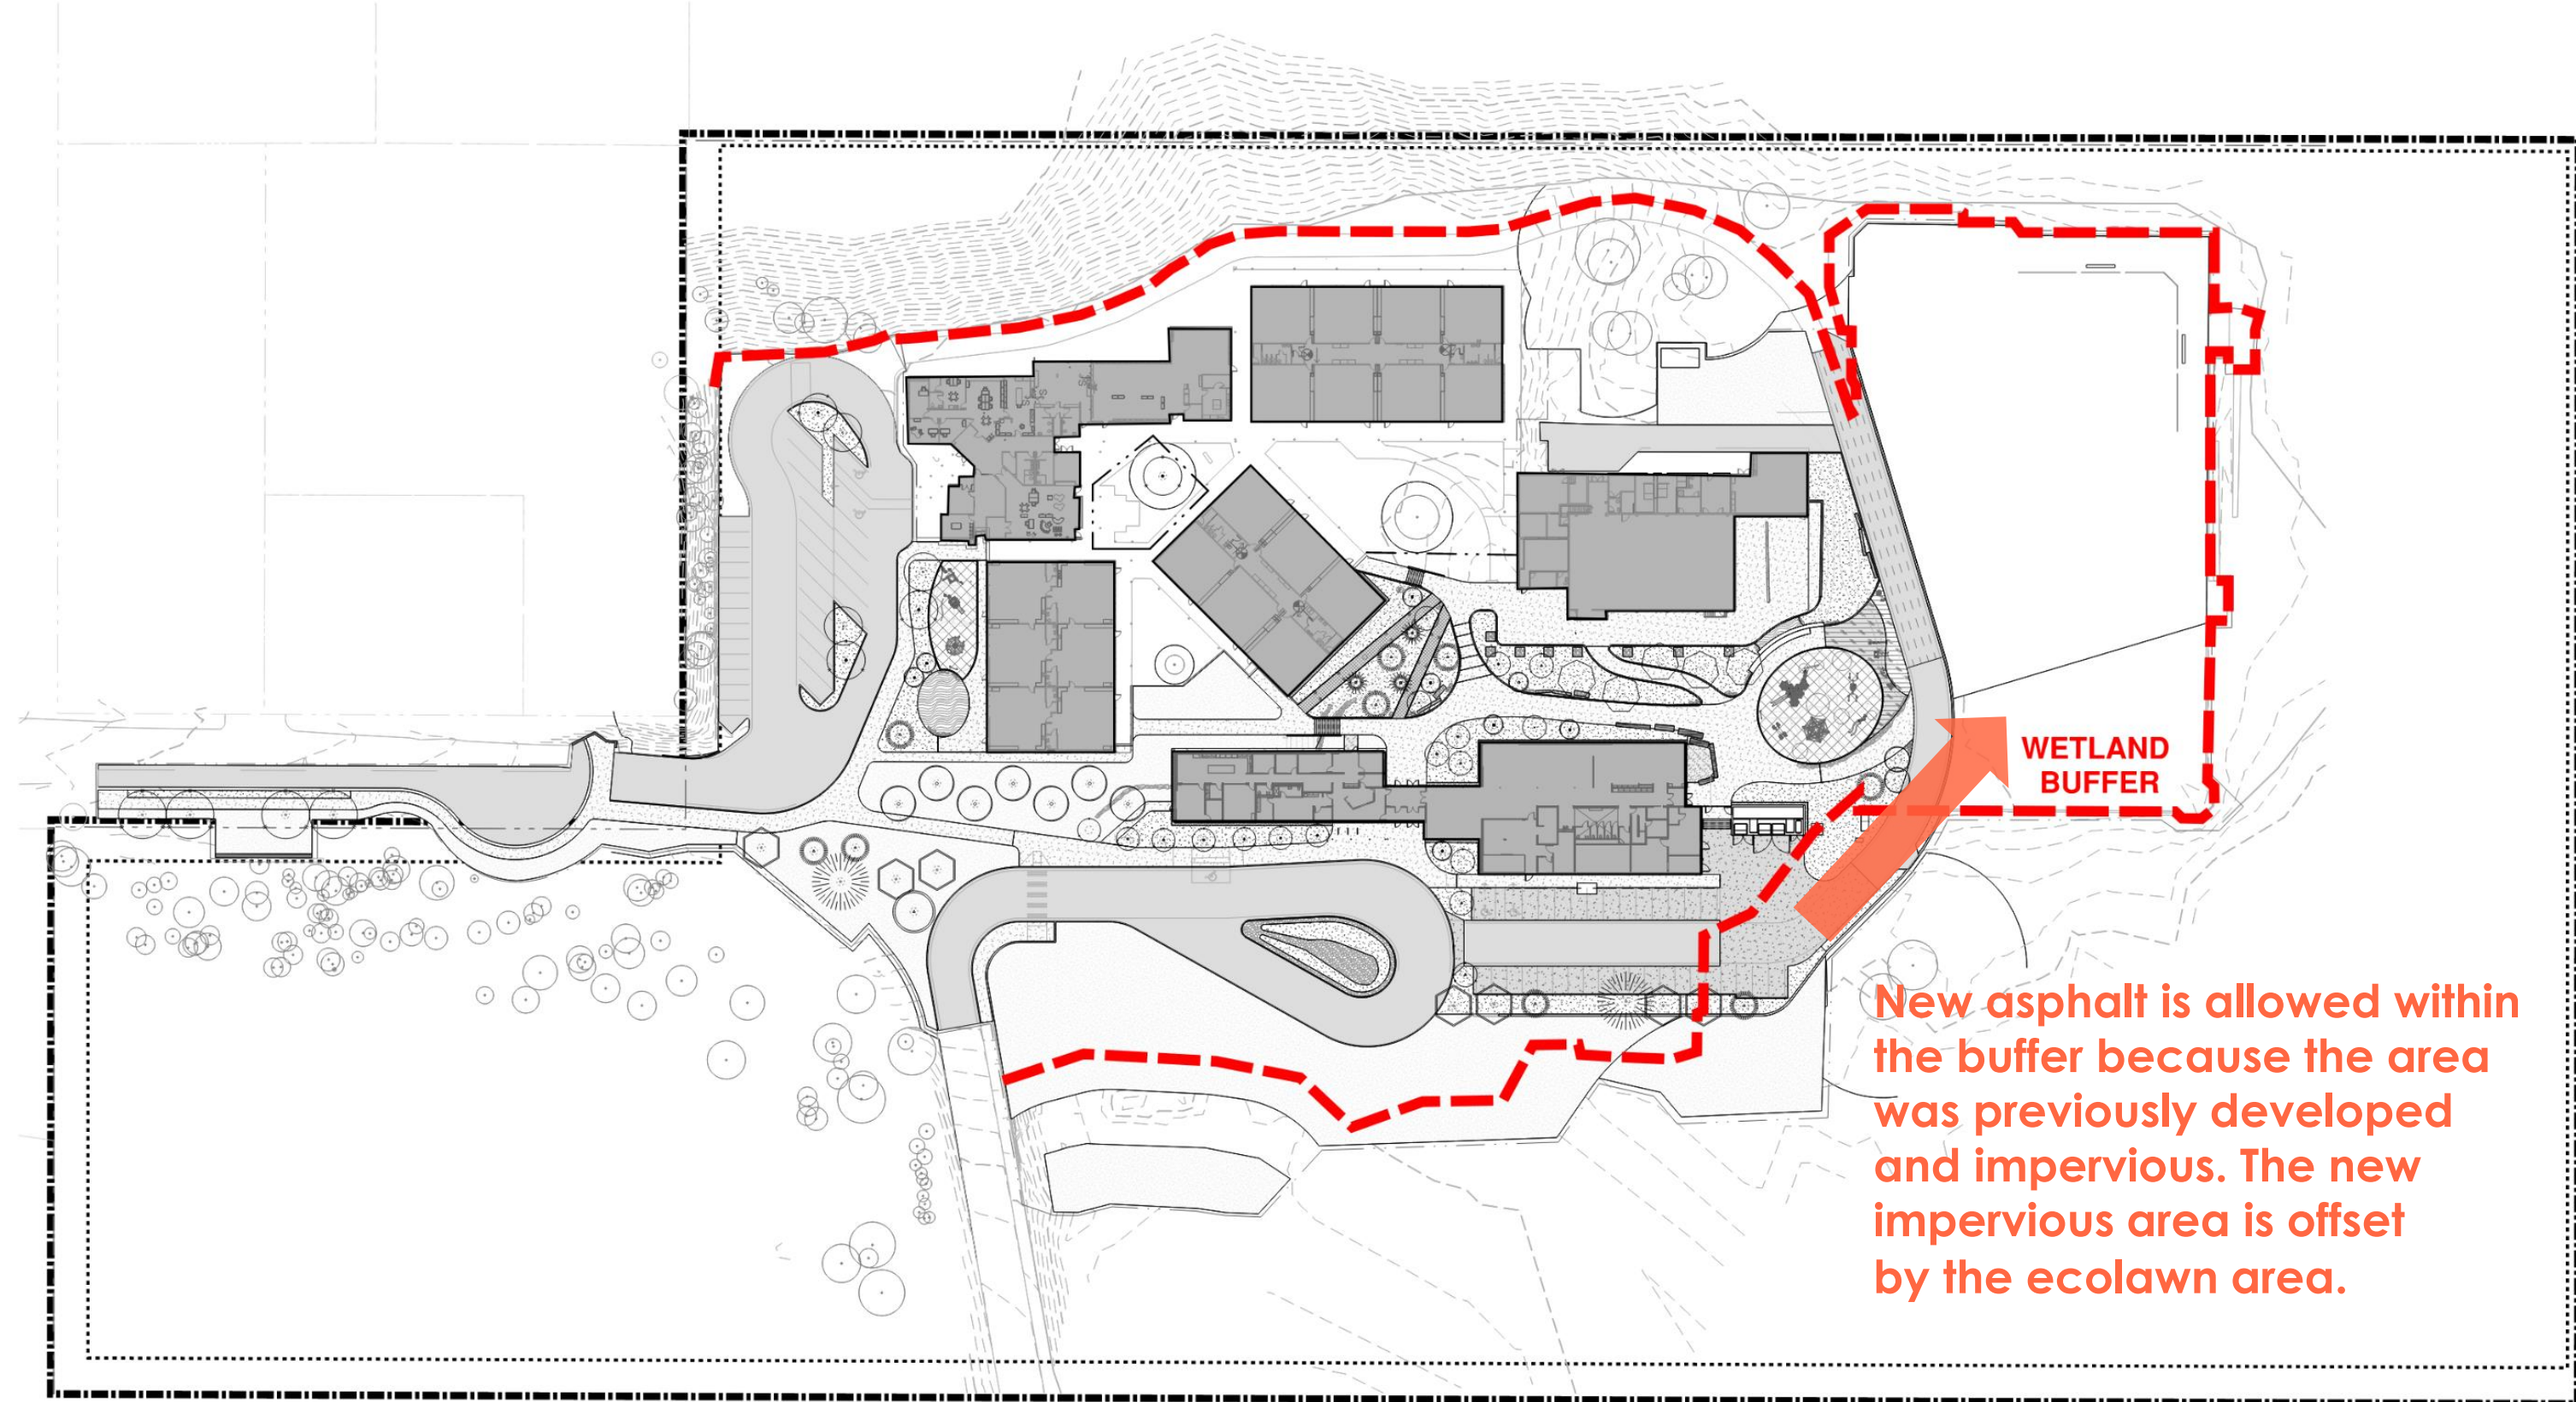 WETLAND
BUFFER
New asphalt is allowed within
the buffer because the area
was previously developed
and impervious. The new
impervious area is offset
by the ecolawn area.